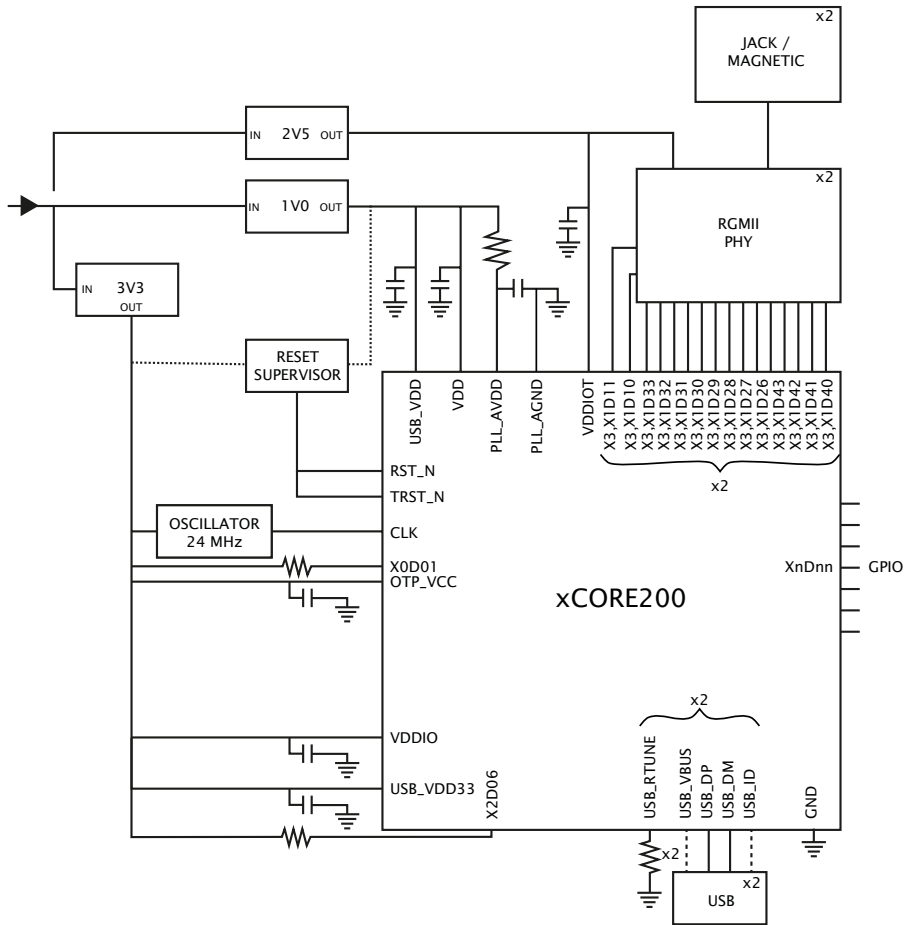 x2
JACK /
MAGNETIC
IN 2V5 OUT
x2
RGMII
PHY
IN 1V0 OUT
IN 3V3
OUT
RESET
SUPERVISOR
USB_VDD
VDD
PLL_AVDD
PLL_AGND
VDDIOT
X3,X1D11
X3,X1D10
X3,X1D33
X3,X1D32
X3,X1D31
X3,X1D30
X3,X1D29
X3,X1D28
X3,X1D27
X3,X1D26
X3,X1D43
X3,X1D42
X3,X1D41
X3,X1D40
x2
RST_N
TRST_N
OSCILLATOR
24 MHz
CLK
X0D01
OTP_VCC
XnDnn GPIO
xCORE200
VDDIO
USB_VDD33
X2D06
x2
USB_RTUNE
USB_VBUS
USB_DP
USB_DM
USB_ID
GND
x2
x2
USB